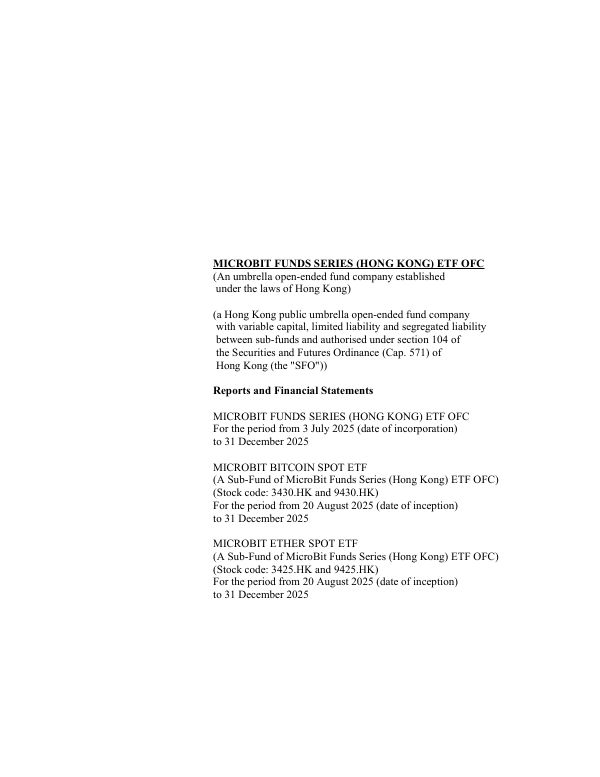 MICROBIT FUNDS SERIES (HONG KONG) ETF OFC
(An umbrella open-ended fund company established
under the laws of Hong Kong)
(a Hong Kong public umbrella open-ended fund company
with variable capital, limited liability and segregated liability
between sub-funds and authorised under section 104 of
the Securities and Futures Ordinance (Cap. 571) of
Hong Kong (the "SFO"))
Reports and Financial Statements
MICROBIT FUNDS SERIES (HONG KONG) ETF OFC
For the period from 3 July 2025 (date of incorporation)
to 31 December 2025
MICROBIT BITCOIN SPOT ETF
(A Sub-Fund of MicroBit Funds Series (Hong Kong) ETF OFC)
(Stock code: 3430.HK and 9430.HK)
For the period from 20 August 2025 (date of inception)
to 31 December 2025
MICROBIT ETHER SPOT ETF
(A Sub-Fund of MicroBit Funds Series (Hong Kong) ETF OFC)
(Stock code: 3425.HK and 9425.HK)
For the period from 20 August 2025 (date of inception)
to 31 December 2025